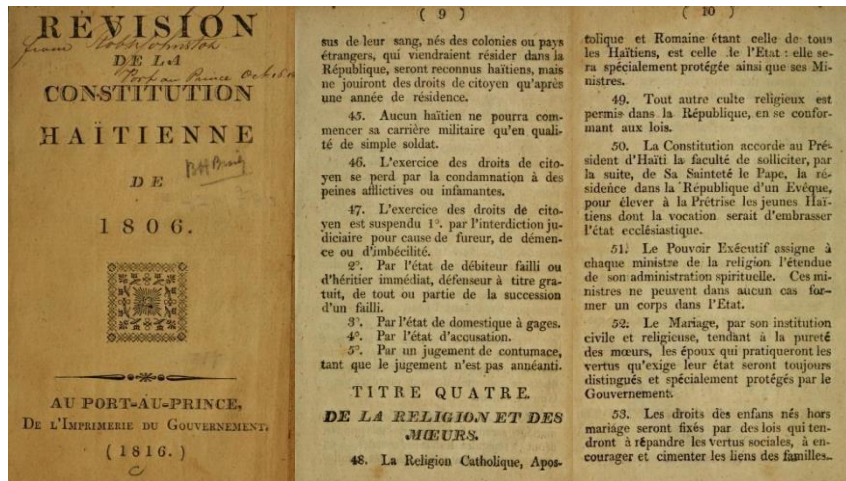 RÉVISION
from Robt Johnston
DE LA
Port au Prince Oct
CONSTITUTION
HAÏTIENNE
DE
1806.
AU PORT-AU-PRINCE,
DE L'IMPRIMERIE DU GOUVERNEMENT.
(1816.)
( 9 )
sus de leur sang, nés des colonies ou pays
étrangers, qui viendraient résider dans la
République, seront reconnus haïtiens, mais
ne jouiront des droits de citoyen qu'après
une année de résidence.
45. Aucun haïtien ne pourra com-
mencer sa carrière militaire qu'en quali-
té de simple soldat.
46. L'exercice des droits de cito-
yen se perd par la condamnation à des
peines afflictives ou infamantes.
47. L'exercice des droits de cito-
yen est suspendu 1°. par l'interdiction ju-
diciaire pour cause de fureur, de démen-
ce ou d'imbécilité.
2°. Par l'état de débiteur failli ou
d'héritier immédiat, défenseur à titre gra-
tuit, de tout ou partie de la succession
d'un failli.
3°. Par l'état de domestique à gages.
4°. Par l'état d'accusation.
5°. Par un jugement de contumace,
tant que le jugement n'est pas annéanti.
TITRE QUATRE.
DE LA RELIGION ET DES
MŒURS.
48. La Religion Catholique, Apos-
( 10 )
tolique et Romaine étant celle de tous
les Haïtiens, est celle de l'Etat : elle se-
ra spécialement protégée ainsi que ses Mi-
nistres.
49. Tout autre culte religieux est
permis dans la République, en se confor-
mant aux lois.
50. La Constitution accorde au Pré-
sident d'Haïti la faculté de solliciter, par
la suite, de Sa Sainteté le Pape, la ré-
sidence dans la République d'un Evêque,
pour élever à la Prêtrise les jeunes Haï-
tiens dont la vocation serait d'embrasser
l'état ecclésiastique.
51. Le Pouvoir Exécutif assigne à
chaque ministre de la religion l'étendue
de son administration spirituelle. Ces mi-
nistres ne peuvent dans aucun cas for-
mer un corps dans l'Etat.
52. Le Mariage, par son institution
civile et religieuse, tendant à la pureté
des mœurs, les époux qui pratiqueront les
vertus qu'exige leur état seront toujours
distingués et spécialement protégés par le
Gouvernement.
53. Les droits des enfans nés hors
mariage seront fixés par des lois qui ten-
dront à répandre les vertus sociales, à en-
courager et cimenter les liens des familles.